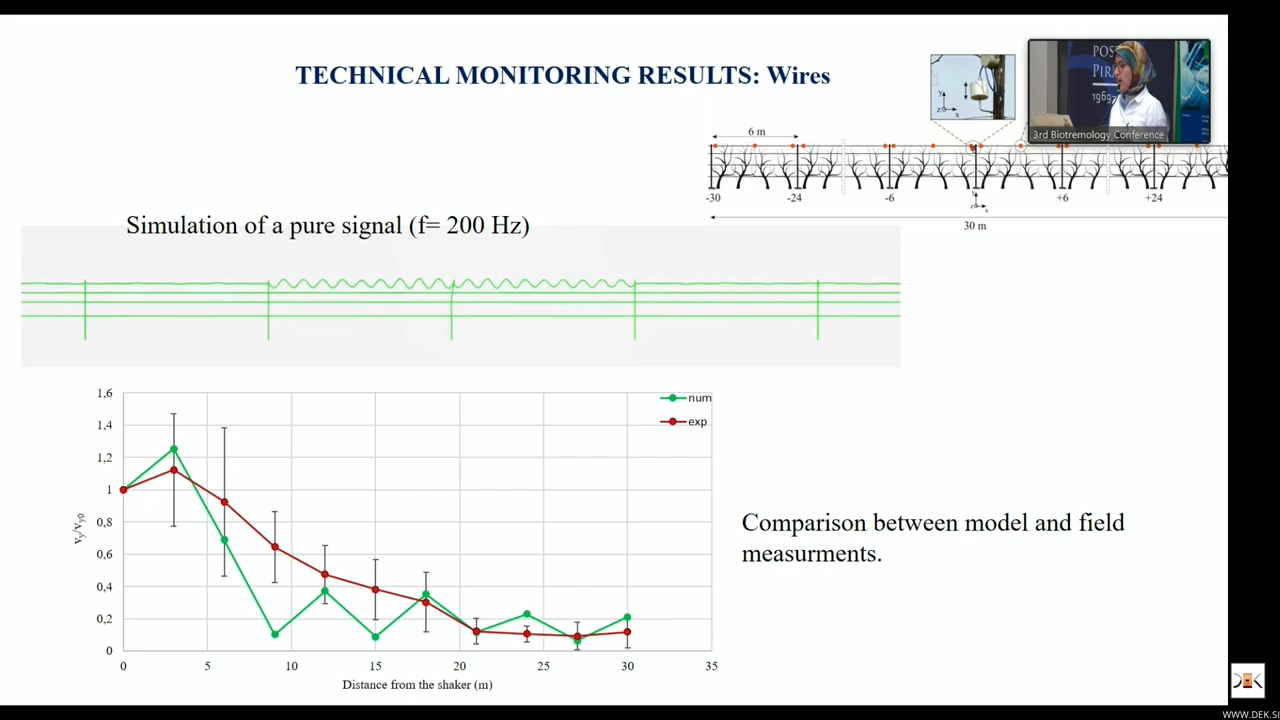 TECHNICAL MONITORING RESULTS: Wires
y
z
x
POS
PIR
1969
3rd Biotremology Conference
6 m
-30
-24
-6
+6
+24
y
z
x
30 m
Simulation of a pure signal (f= 200 Hz)
1,6
1,4
1,2
1
0,8
0,6
0,4
0,2
0
vy/vy0
num
exp
0
5
10
15
20
25
30
35
Distance from the shaker (m)
Comparison between model and field
measurments.
WWW.DEK.SI